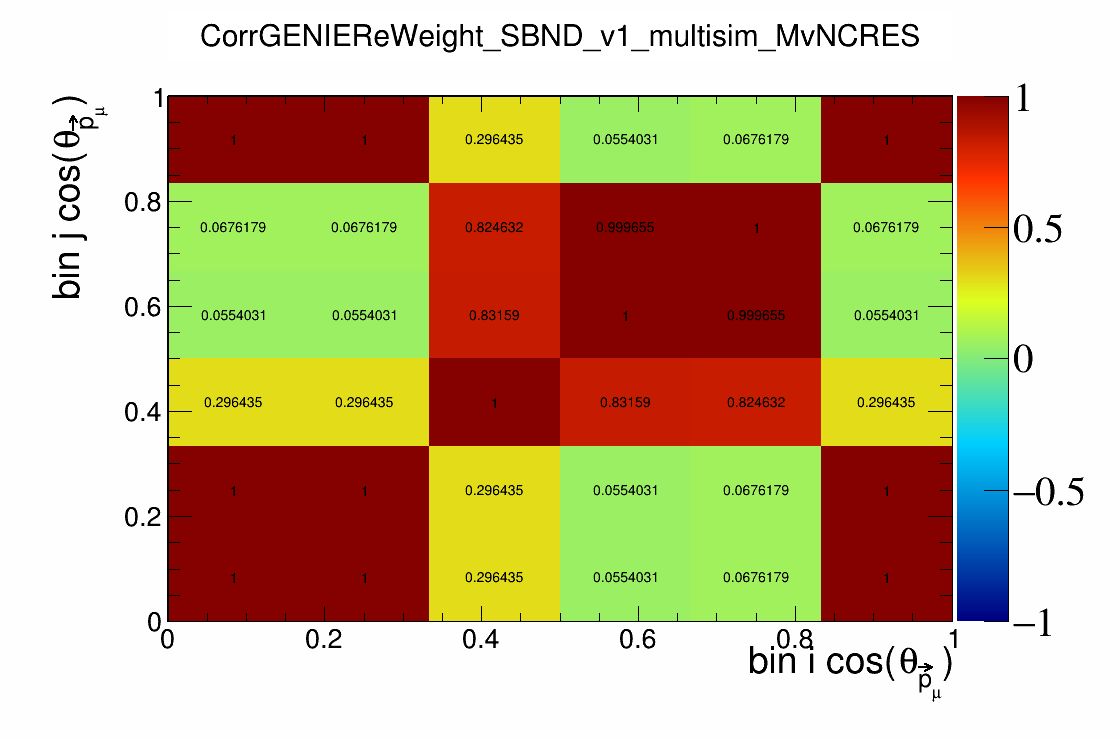 CorrGENIEReWeight_SBND_v1_multisim_MvNCRES
bin j cos(θp⃗μ)
1
0.8
0.6
0.4
0.2
0
1 1 0.296435 0.0554031 0.0676179 1
0.0676179 0.0676179 0.824632 0.999655 1 0.0676179
0.0554031 0.0554031 0.83159 1 0.999655 0.0554031
0.296435 0.296435 1 0.83159 0.824632 0.296435
1 1 0.296435 0.0554031 0.0676179 1
1 1 0.296435 0.0554031 0.0676179 1
0 0.2 0.4 0.6 0.8 1
bin i cos(θp⃗μ)
1
0.5
0
−0.5
−1